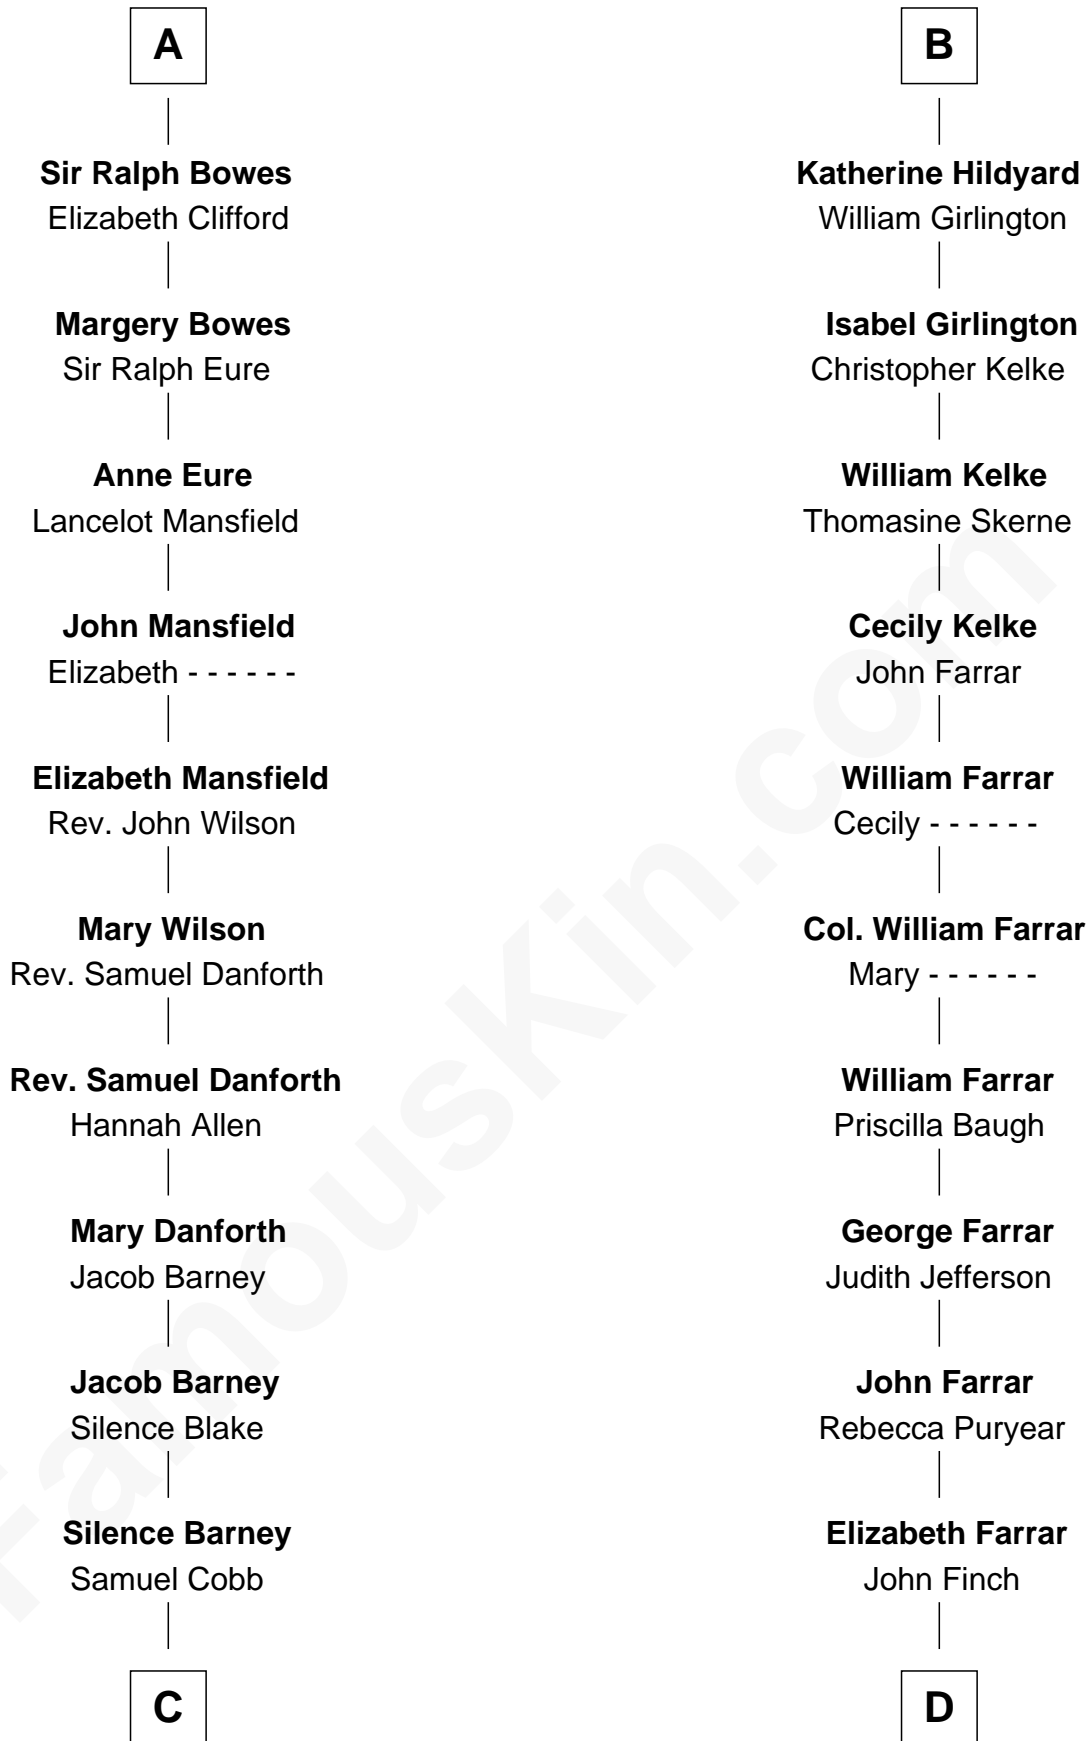 A
Sir Ralph Bowes
Elizabeth Clifford
Margery Bowes
Sir Ralph Eure
Anne Eure
Lancelot Mansfield
John Mansfield
Elizabeth - - - - - -
Elizabeth Mansfield
Rev. John Wilson
Mary Wilson
Rev. Samuel Danforth
Rev. Samuel Danforth
Hannah Allen
Mary Danforth
Jacob Barney
Jacob Barney
Silence Blake
Silence Barney
Samuel Cobb
C
B
Katherine Hildyard
William Girlington
Isabel Girlington
Christopher Kelke
William Kelke
Thomasine Skerne
Cecily Kelke
John Farrar
William Farrar
Cecily - - - - - -
Col. William Farrar
Mary - - - - - -
William Farrar
Priscilla Baugh
George Farrar
Judith Jefferson
John Farrar
Rebecca Puryear
Elizabeth Farrar
John Finch
D
FamousKin.com